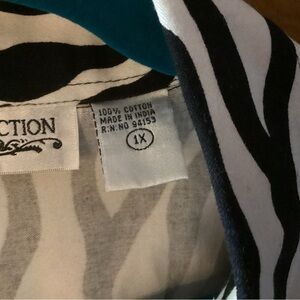 CTION
100% COTTON
MADE IN INDIA
R.N.NO 94153
1X